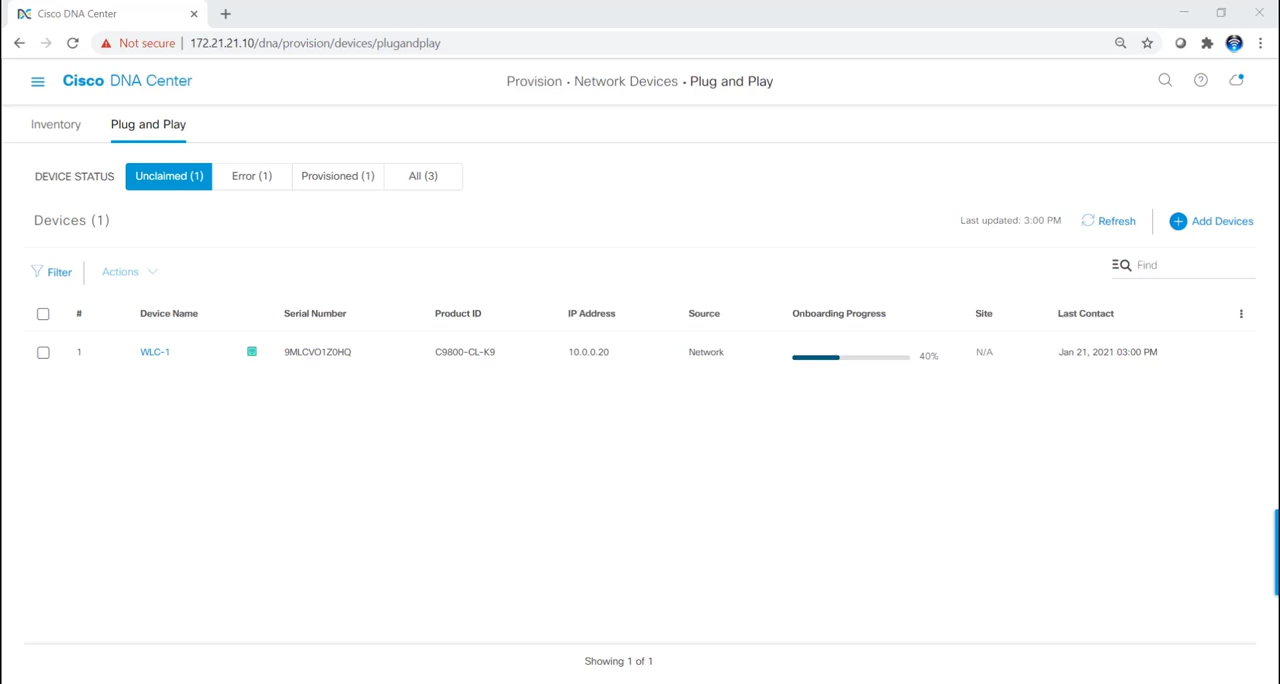 Cisco DNA Center
Not secure | 172.21.21.10/dna/provision/devices/plugandplay
Cisco DNA Center
Provision • Network Devices • Plug and Play
Inventory Plug and Play
DEVICE STATUS Unclaimed (1) Error (1) Provisioned (1) All (3)
Devices (1) Last updated: 3:00 PM Refresh Add Devices
Filter Actions Find
# Device Name Serial Number Product ID IP Address Source Onboarding Progress Site Last Contact
1 WLC-1 9MLCVO1Z0HQ C9800-CL-K9 10.0.0.20 Network 40% N/A Jan 21, 2021 03:00 PM
Showing 1 of 1